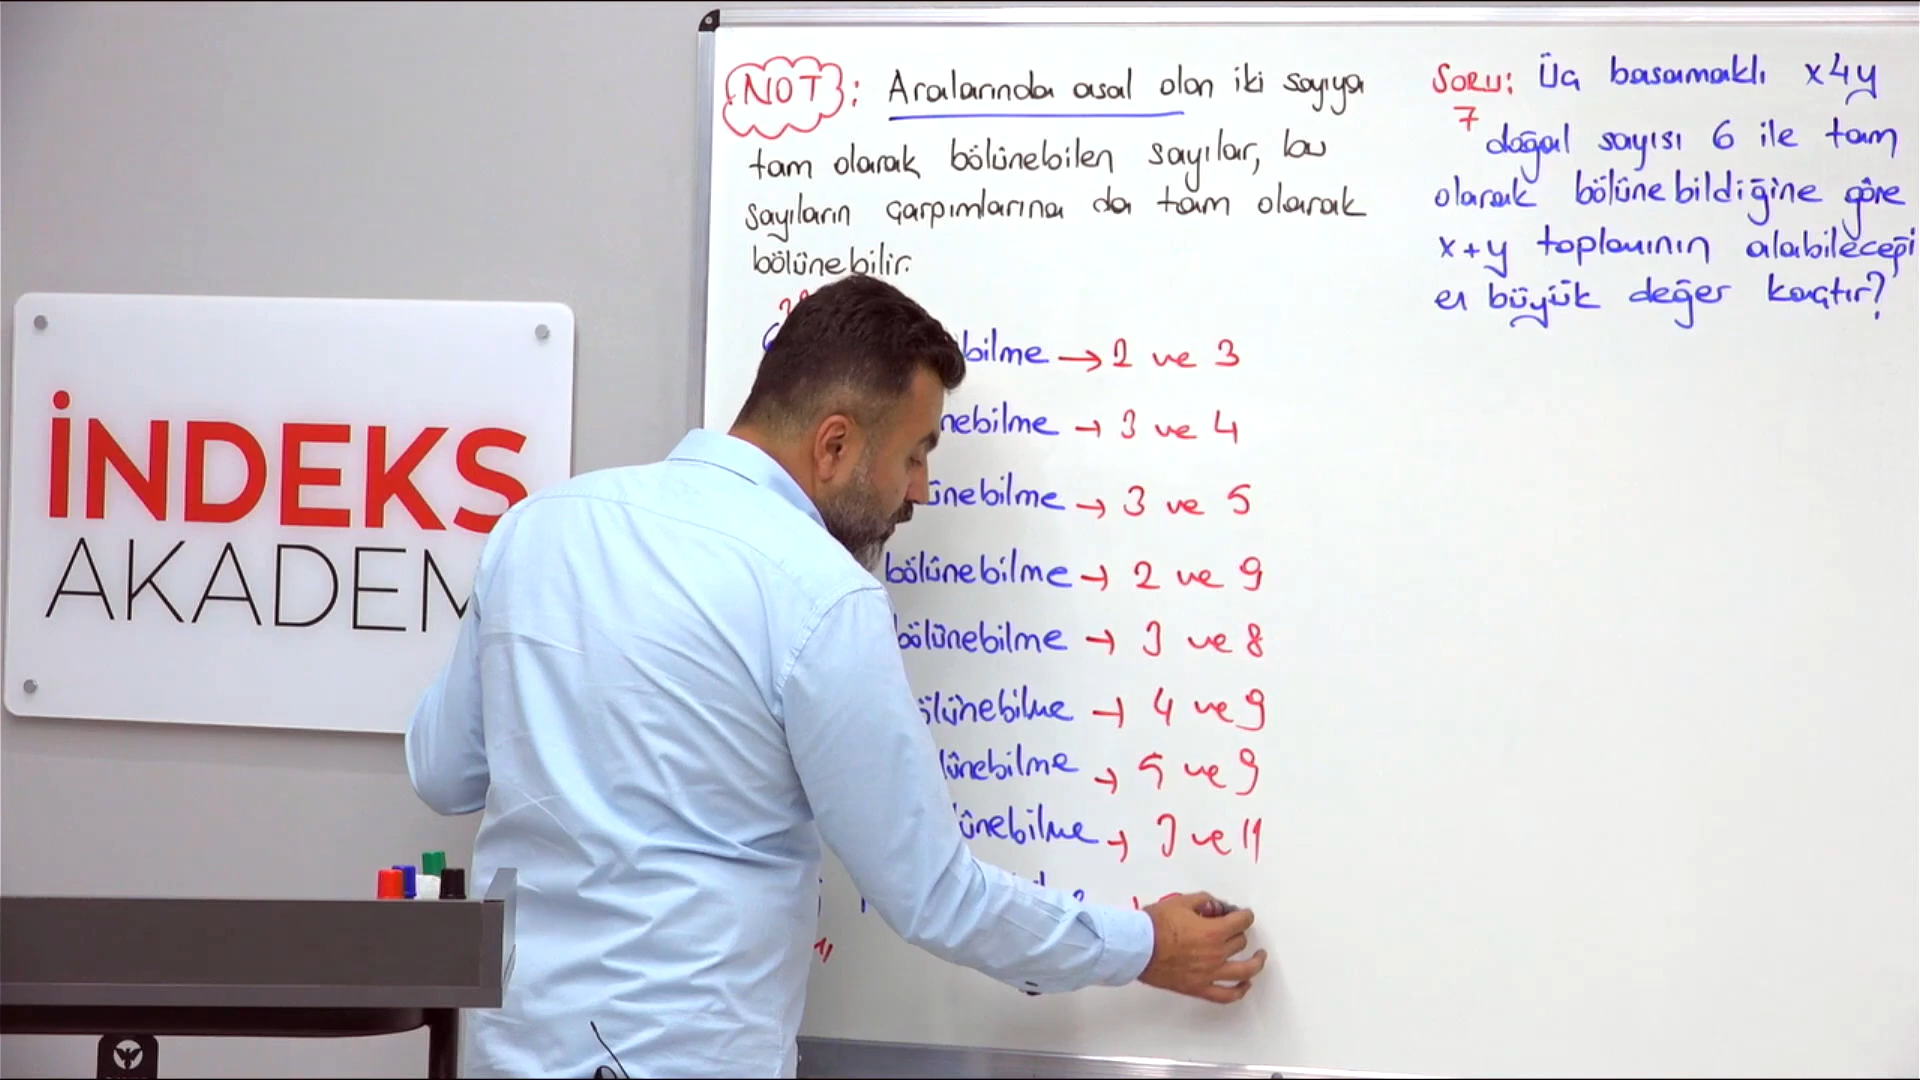 İNDEKS
AKADEM
NOT: Aralarında asal olan iki sayıya
tam olarak bölünebilen sayılar, bu
sayıların çarpımlarına da tam olarak
bölünebilir.
bilme → 2 ve 3
nebilme → 3 ve 4
ünebilme → 3 ve 5
bölünebilme → 2 ve 9
bölünebilme → 3 ve 8
ölünebilme → 4 ve 9
lünebilme → 5 ve 9
ünebilme → 3 ve 11
Soru: Üç basamaklı x4y
7
doğal sayısı 6 ile tam
olarak bölünebildiğine göre
x+y toplamının alabileceği
en büyük değer kaçtır?